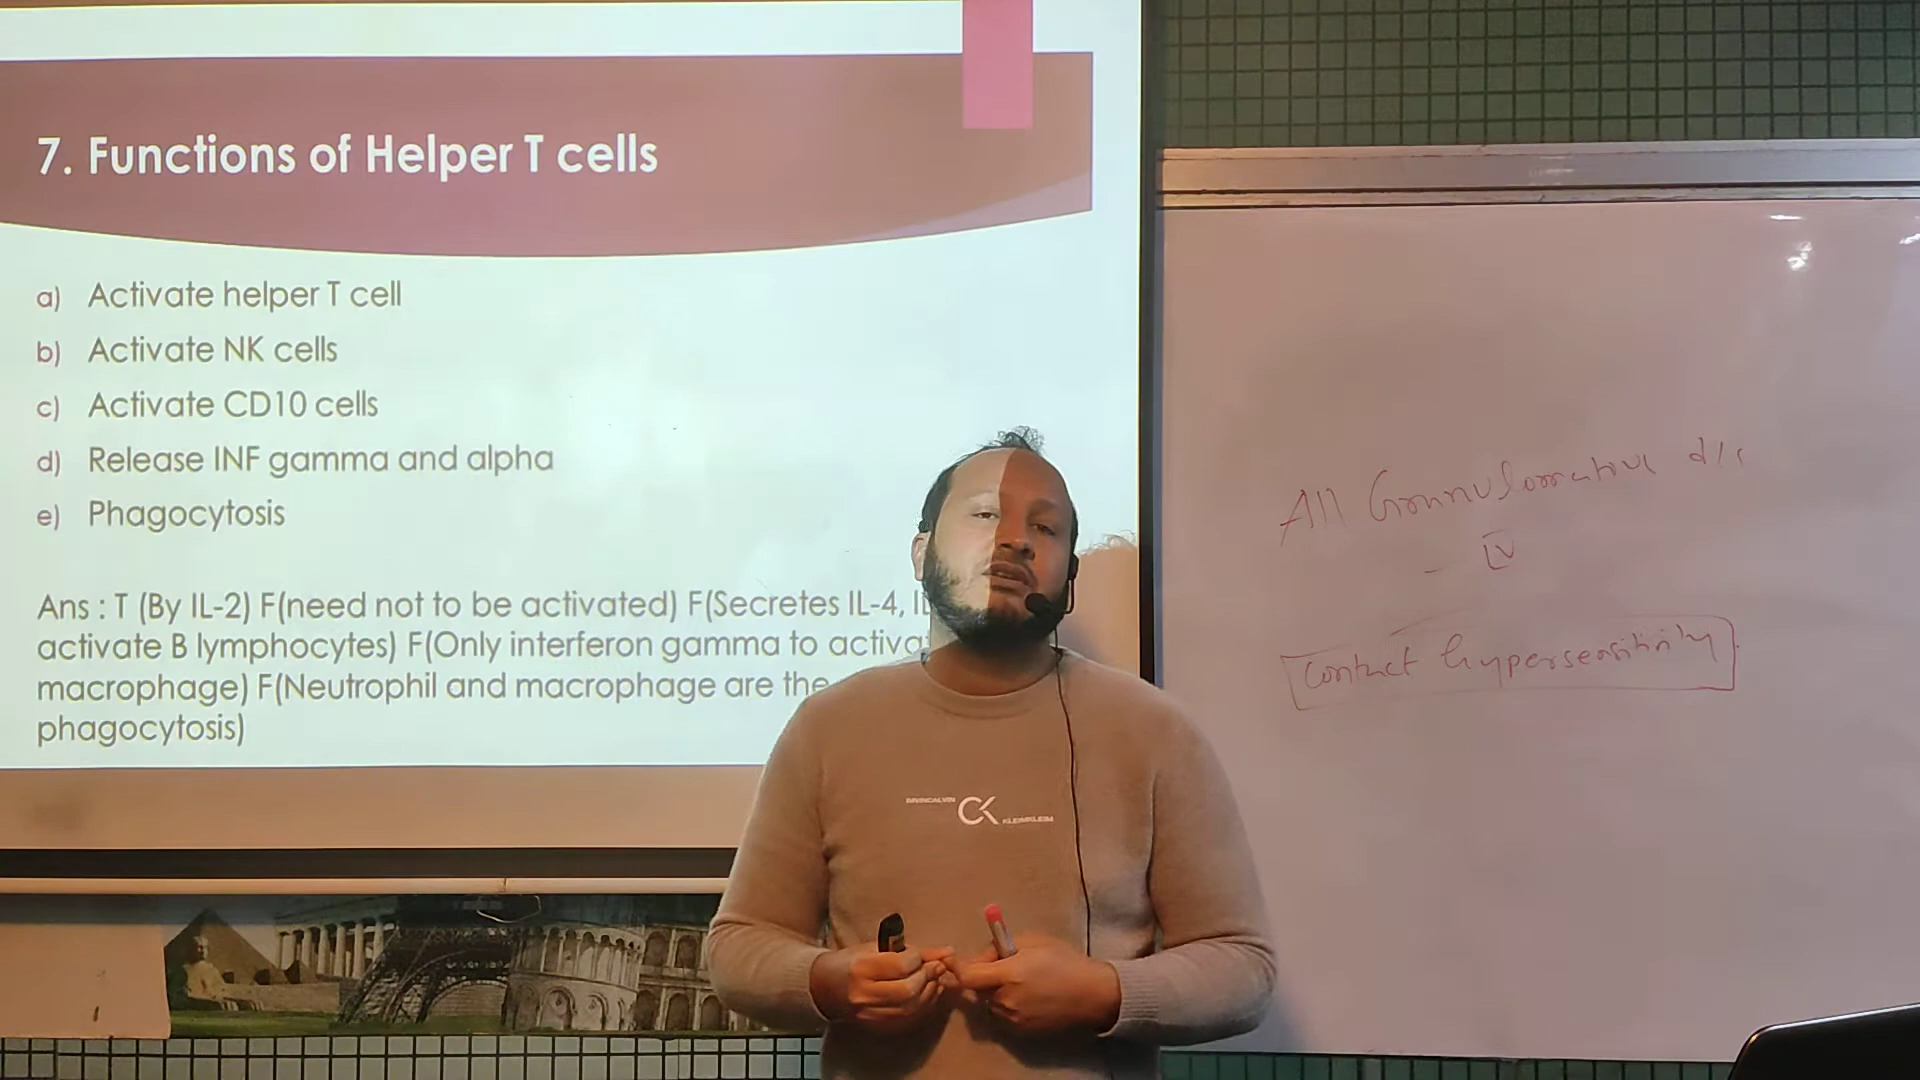 7. Functions of Helper T cells
a) Activate helper T cell
b) Activate NK cells
c) Activate CD10 cells
d) Release INF gamma and alpha
e) Phagocytosis
Ans : T (By IL-2) F(need not to be activated) F(Secretes IL-4,
activate B lymphocytes) F(Only interferon gamma to
macrophage) F(Neutrophil and macrophage are the
phagocytosis)
All Granulomative d/s
IV
Contact hypersensitivity
CK